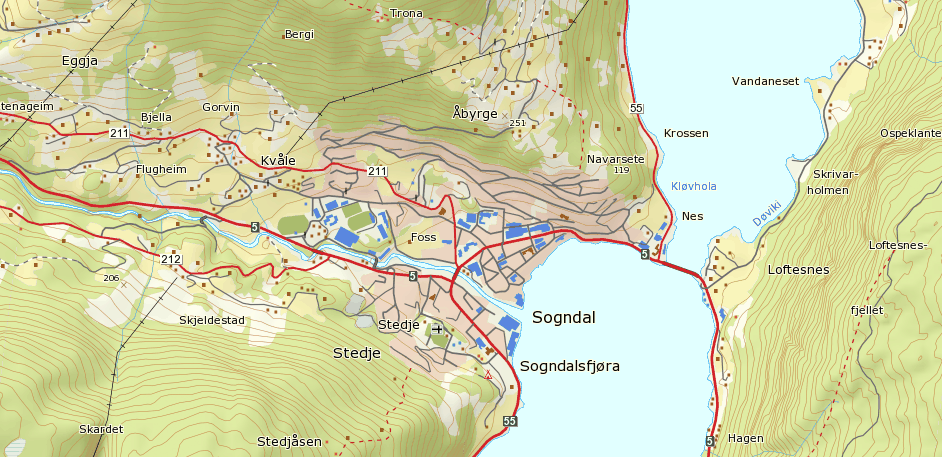 Trona
Bergi
Eggja
Vandaneset
tenageim
Gorvin
55
Bjella
Åbyrge
251
211
Krossen
Ospeklante
Kvåle
Navarsete
Flugheim
119
211
Skrivar-
holmen
Kløvhola
Nes
Døviki
5
Foss
Loftesnes-
5
212
Loftesnes
206
5
fjellet
Skjeldestad
Stedje
Sogndal
Stedje
Sogndalsfjøra
55
Skardet
Stedjåsen
5
Hagen